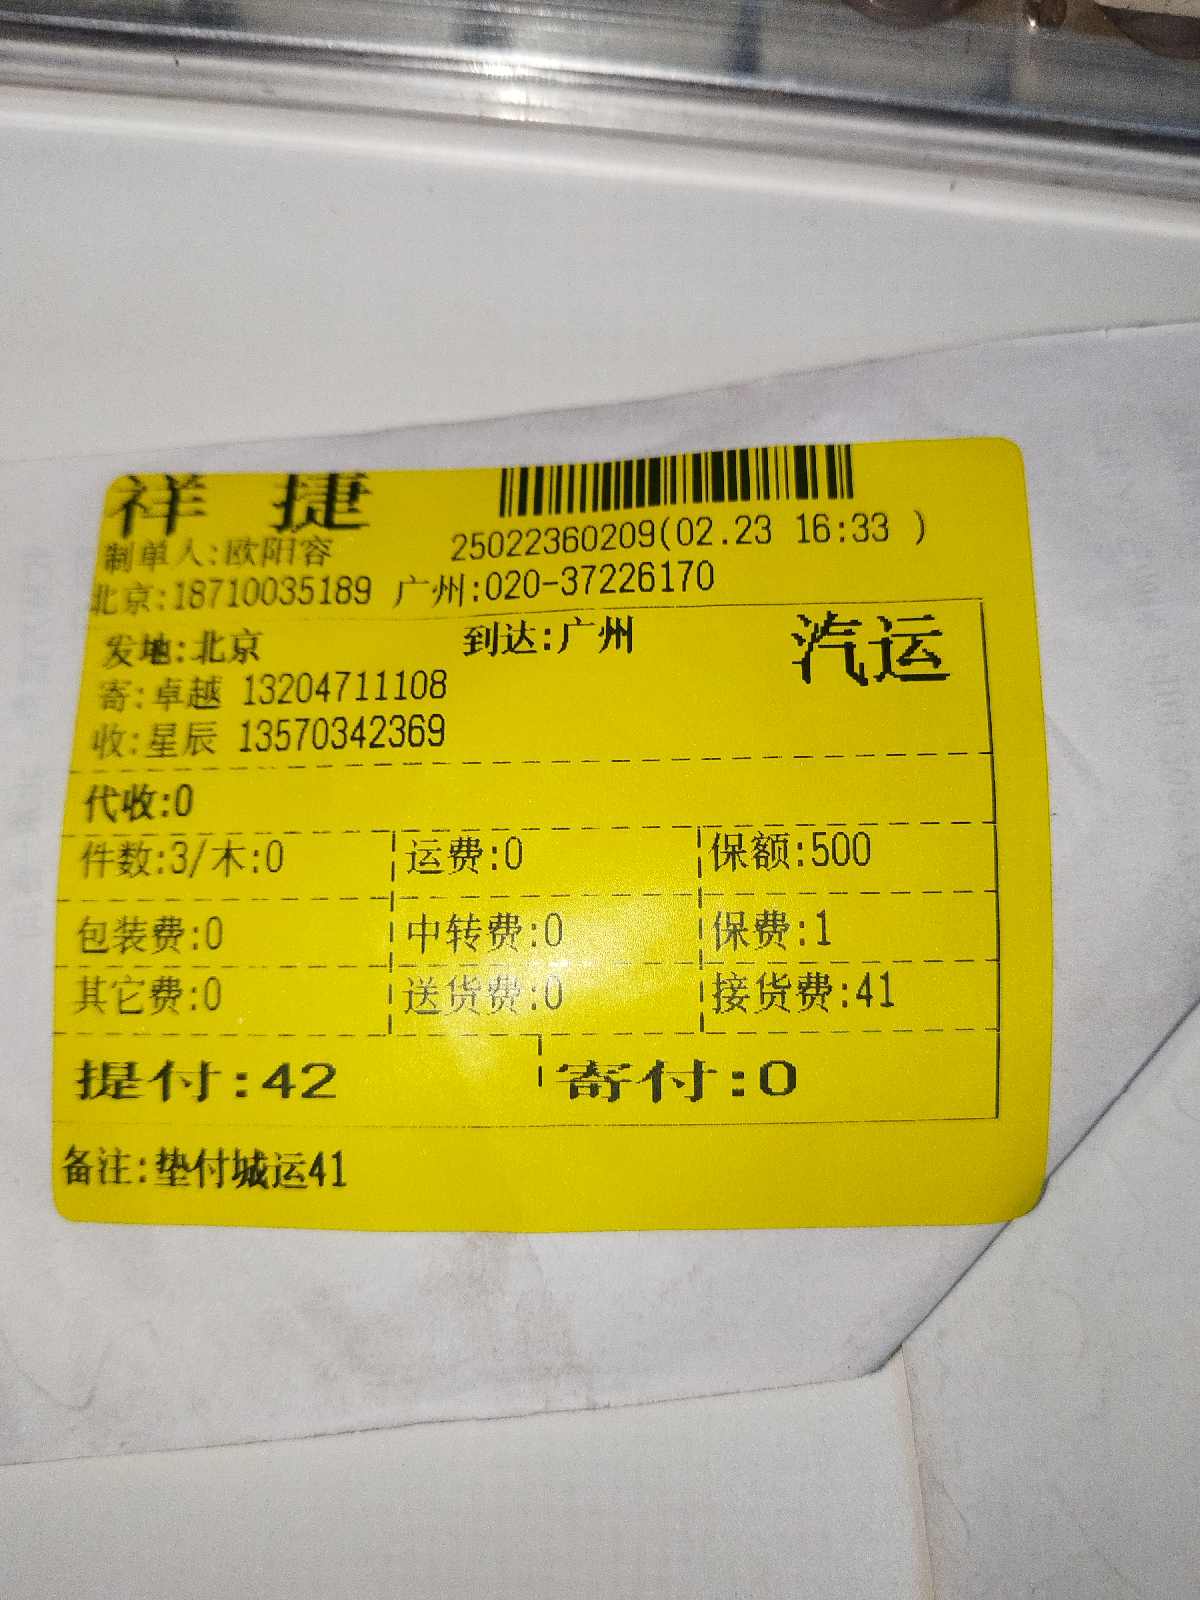 祥 捷
制单人:欧阳容 25022360209(02.23 16:33 )
北京:18710035189 广州:020-37226170
发地:北京 到达:广州 汽运
寄:卓越 13204711108
收:星辰 13570342369
代收:0
件数:3/木:0 运费:0 保额:500
包装费:0 中转费:0 保费:1
其它费:0 送货费:0 接货费:41
提付:42 寄付:0
备注:垫付城运41